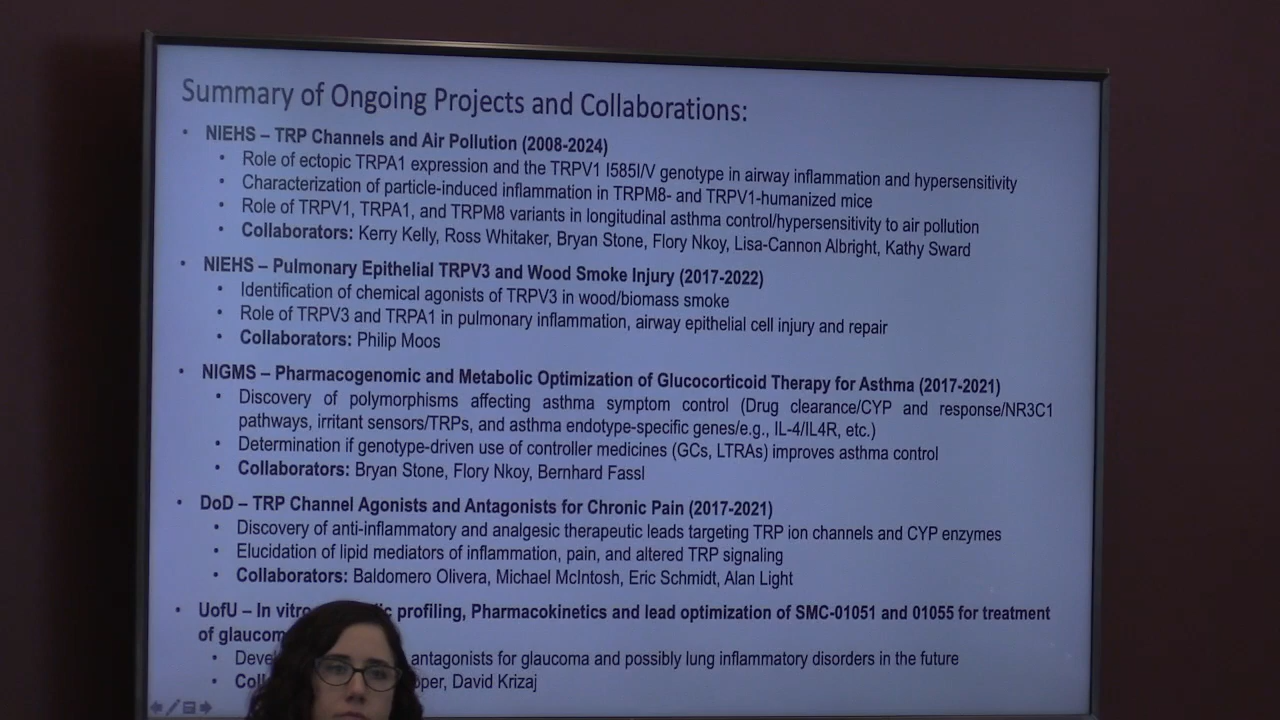 Summary of Ongoing Projects and Collaborations:
• NIEHS – TRP Channels and Air Pollution (2008-2024)
• Role of ectopic TRPA1 expression and the TRPV1 I585I/V genotype in airway inflammation and hypersensitivity
• Characterization of particle-induced inflammation in TRPM8- and TRPV1-humanized mice
• Role of TRPV1, TRPA1, and TRPM8 variants in longitudinal asthma control/hypersensitivity to air pollution
• Collaborators: Kerry Kelly, Ross Whitaker, Bryan Stone, Flory Nkoy, Lisa-Cannon Albright, Kathy Sward
• NIEHS – Pulmonary Epithelial TRPV3 and Wood Smoke Injury (2017-2022)
• Identification of chemical agonists of TRPV3 in wood/biomass smoke
• Role of TRPV3 and TRPA1 in pulmonary inflammation, airway epithelial cell injury and repair
• Collaborators: Philip Moos
• NIGMS – Pharmacogenomic and Metabolic Optimization of Glucocorticoid Therapy for Asthma (2017-2021)
• Discovery of polymorphisms affecting asthma symptom control (Drug clearance/CYP and response/NR3C1
pathways, irritant sensors/TRPs, and asthma endotype-specific genes/e.g., IL-4/IL4R, etc.)
• Determination if genotype-driven use of controller medicines (GCs, LTRAs) improves asthma control
• Collaborators: Bryan Stone, Flory Nkoy, Bernhard Fassl
• DoD – TRP Channel Agonists and Antagonists for Chronic Pain (2017-2021)
• Discovery of anti-inflammatory and analgesic therapeutic leads targeting TRP ion channels and CYP enzymes
• Elucidation of lipid mediators of inflammation, pain, and altered TRP signaling
• Collaborators: Baldomero Olivera, Michael McIntosh, Eric Schmidt, Alan Light
• UofU – In vitro profiling, Pharmacokinetics and lead optimization of SMC-01051 and 01055 for treatment
of
• antagonists for glaucoma and possibly lung inflammatory disorders in the future
• David Krizaj